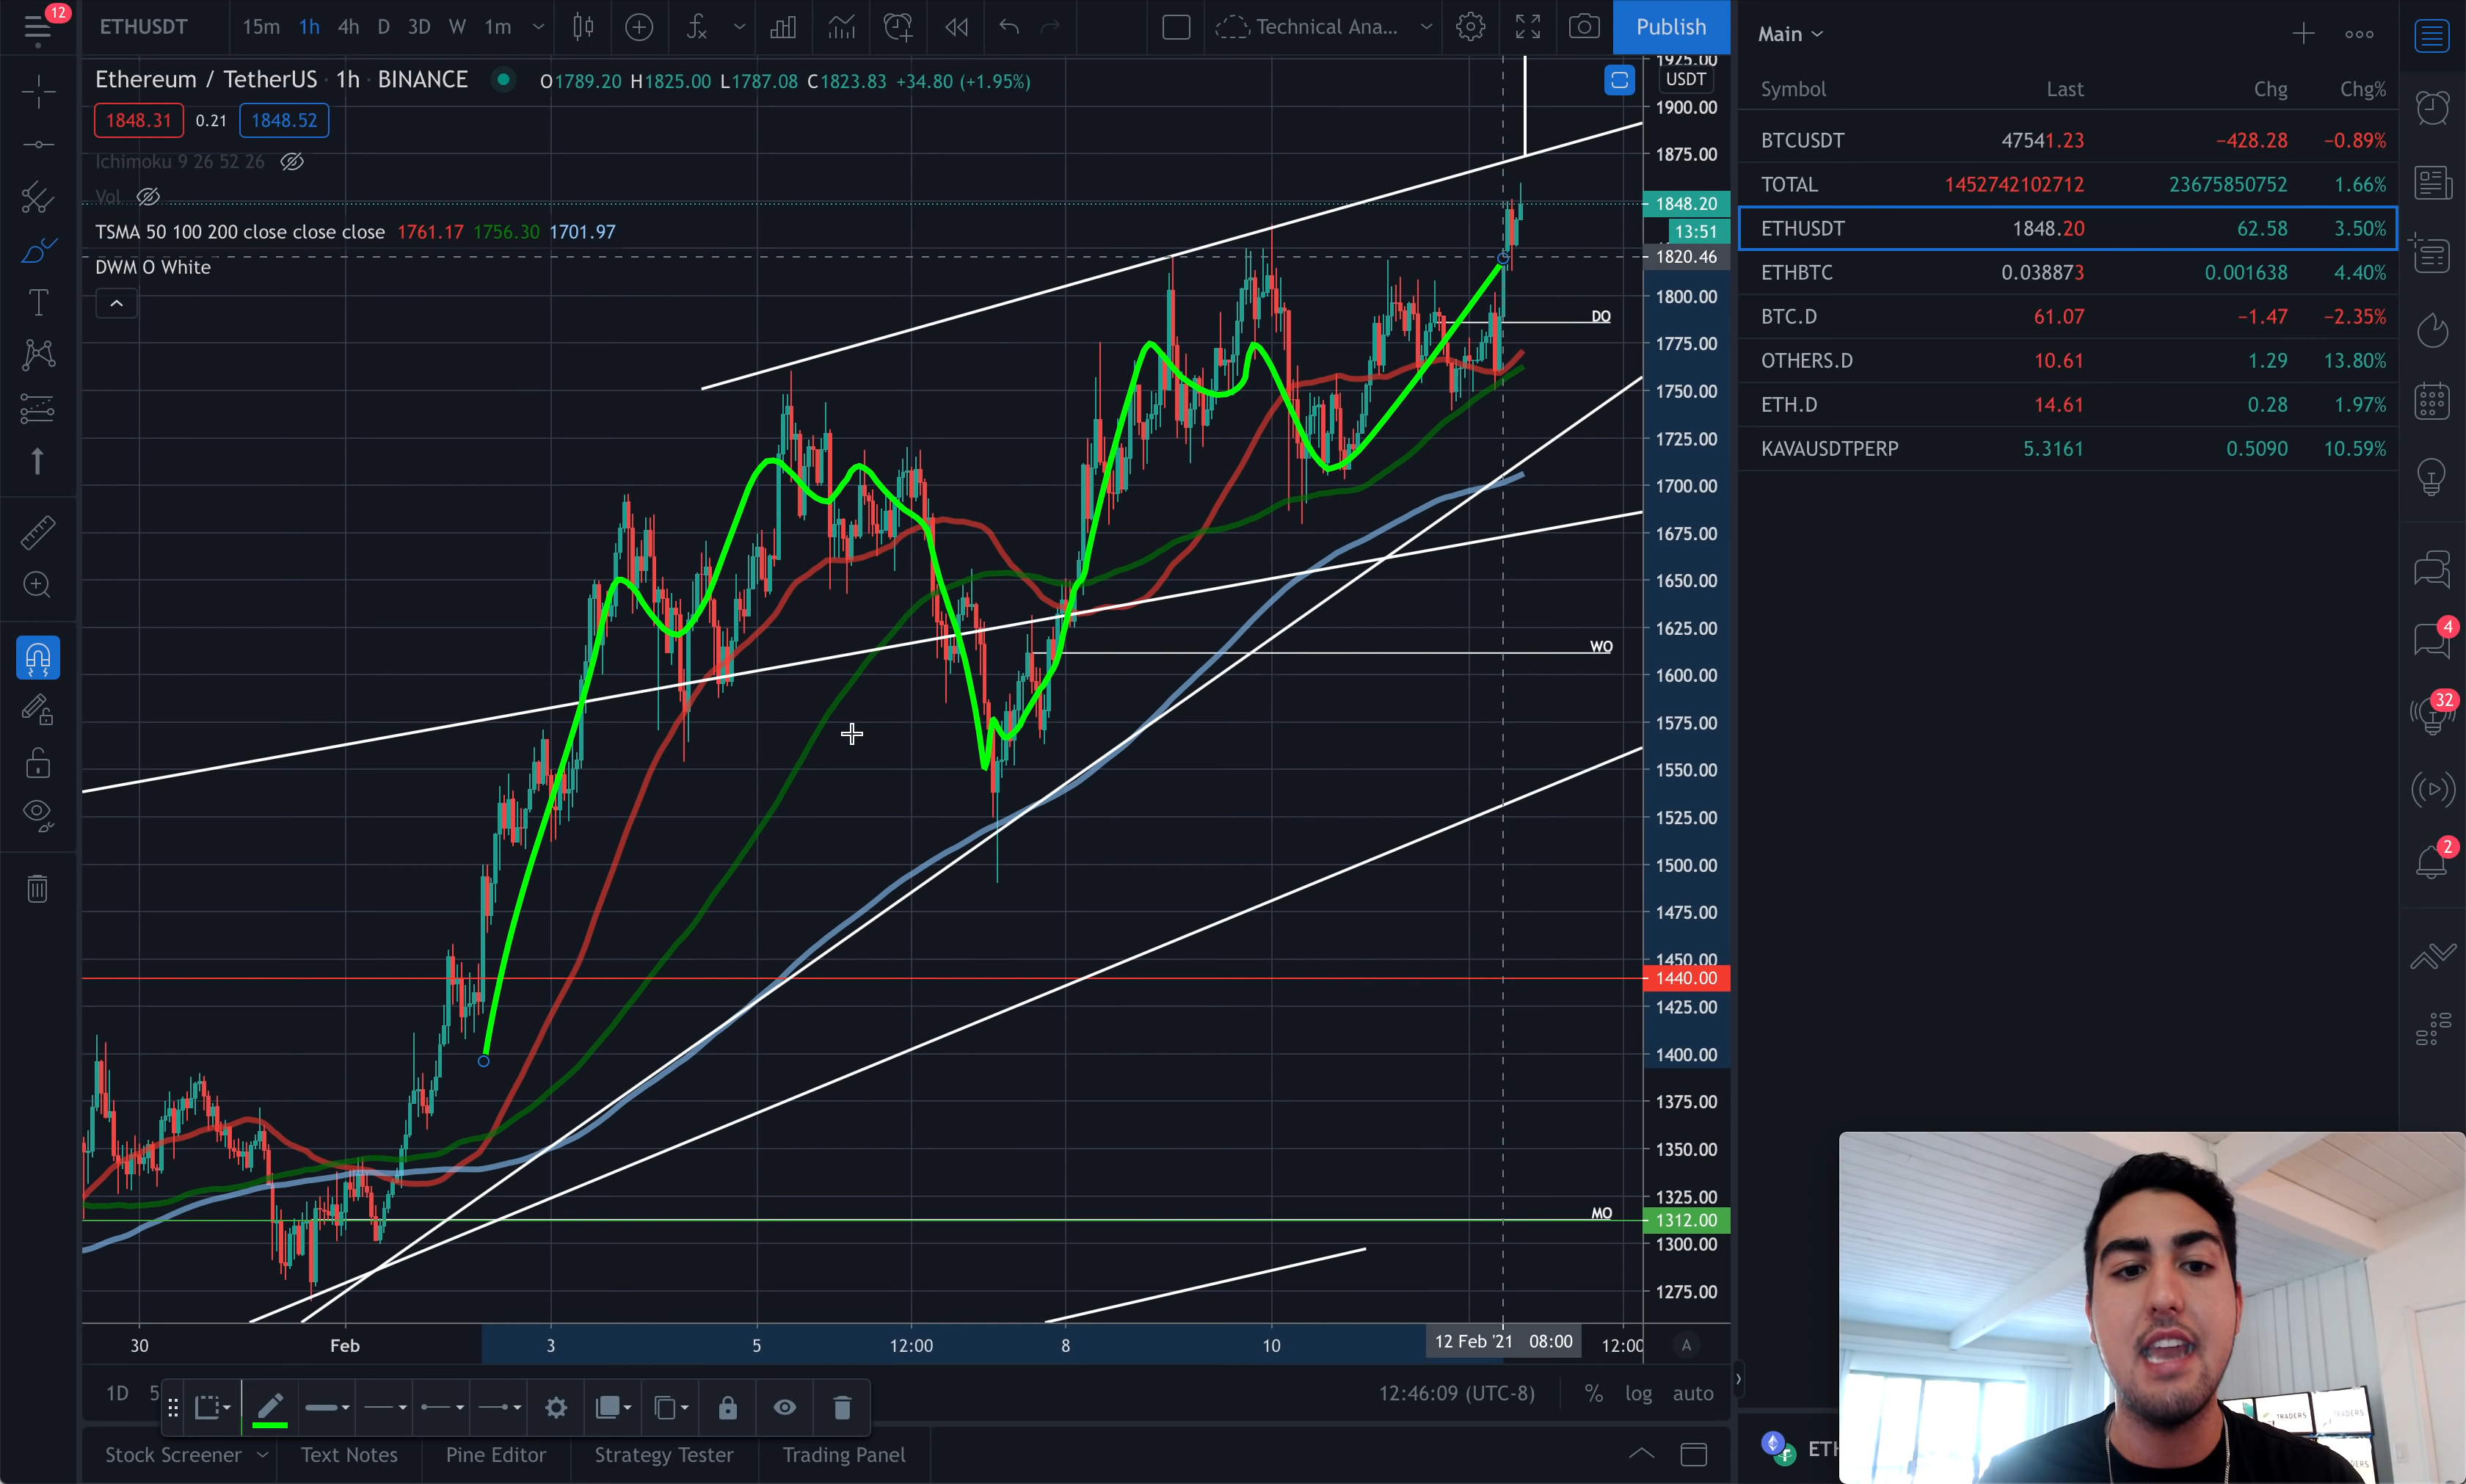 12
ETHUSDT 15m 1h 4h D 3D W 1m Technical Ana... Publish
Ethereum / TetherUS · 1h · BINANCE O1789.20 H1825.00 L1787.08 C1823.83 +34.80 (+1.95%)
1848.31 0.21 1848.52
Ichimoku 9 26 52 26
Vol
TSMA 50 100 200 close close close 1761.17 1756.30 1701.97
DWM O White
DO
WO
MO
1925.00
USDT
1900.00
1875.00
1848.20
13:51
1820.46
1800.00
1775.00
1750.00
1725.00
1700.00
1675.00
1650.00
1625.00
1600.00
1575.00
1550.00
1525.00
1500.00
1475.00
1450.00
1440.00
1425.00
1400.00
1375.00
1350.00
1325.00
1312.00
1300.00
1275.00
30 Feb 3 5 12:00 8 10 12 Feb '21 08:00 12:00 A
1D 5 12:46:09 (UTC-8) % log auto
Stock Screener Text Notes Pine Editor Strategy Tester Trading Panel
Main
Symbol Last Chg Chg%
BTCUSDT 47541.23 −428.28 −0.89%
TOTAL 1452742102712 23675850752 1.66%
ETHUSDT 1848.20 62.58 3.50%
ETHBTC 0.038873 0.001638 4.40%
BTC.D 61.07 −1.47 −2.35%
OTHERS.D 10.61 1.29 13.80%
ETH.D 14.61 0.28 1.97%
KAVAUSDTPERP 5.3161 0.5090 10.59%
4
32
2
ETH
TRADERS
TRADERS